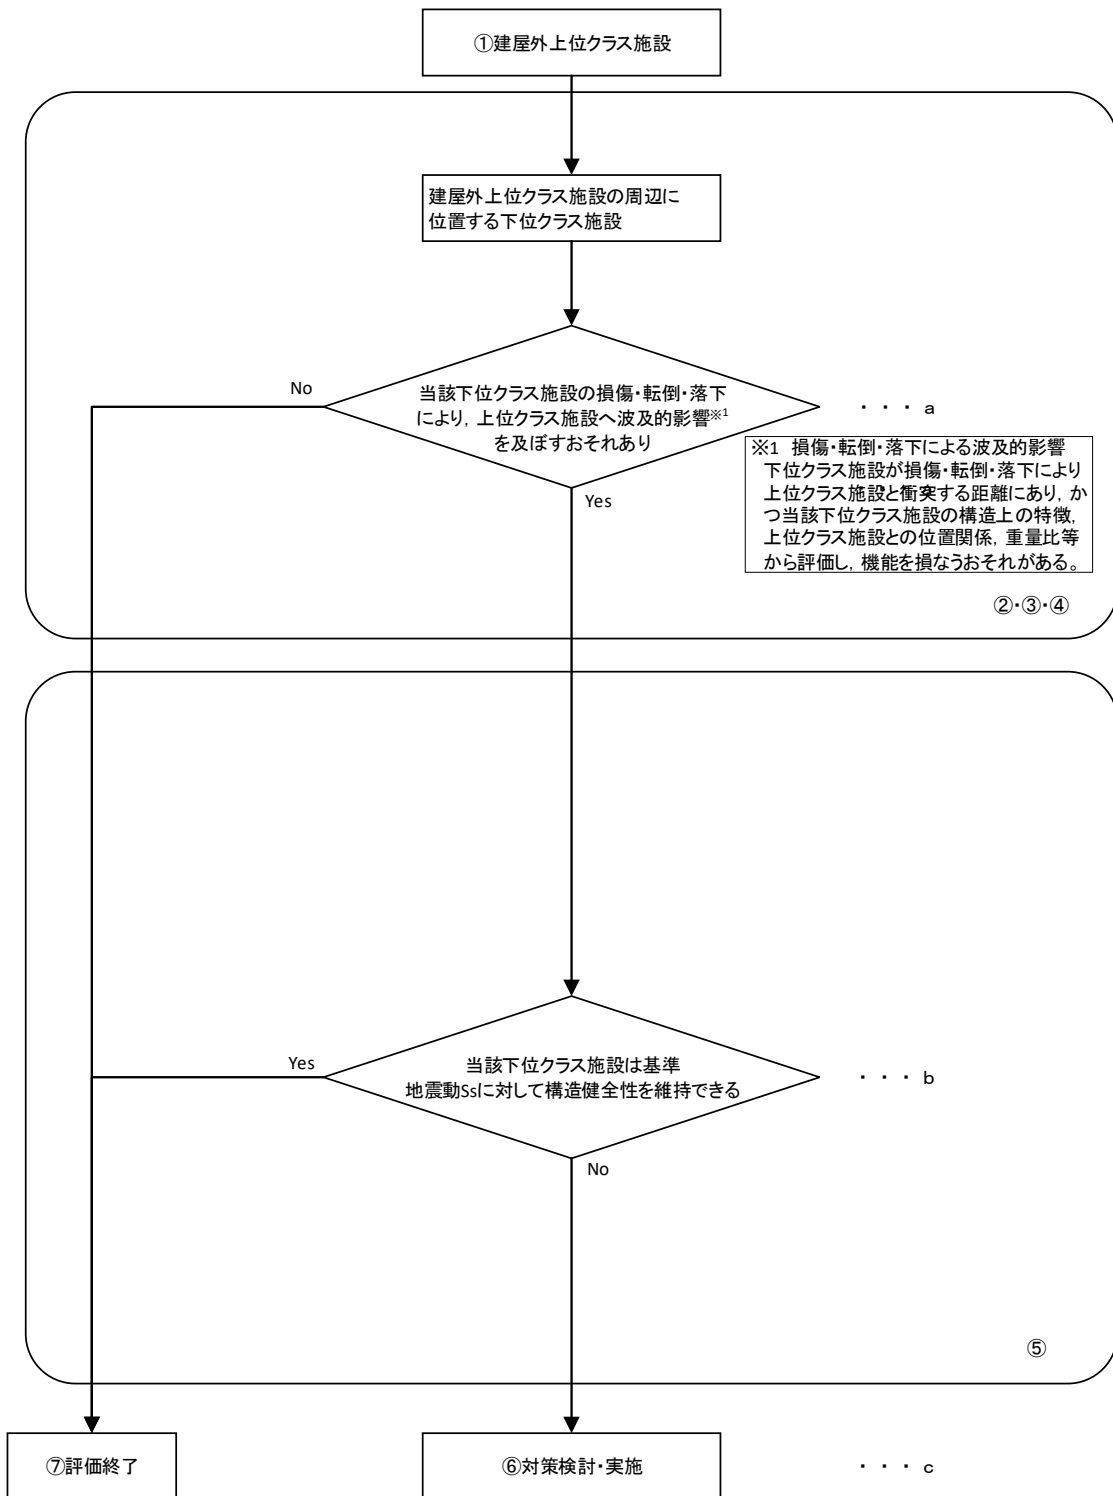 ①建屋外上位クラス施設
建屋外上位クラス施設の周辺に
位置する下位クラス施設
No
当該下位クラス施設の損傷・転倒・落下
により，上位クラス施設へ波及的影響※1
を及ぼすおそれあり
・・・a
Yes
※1 損傷・転倒・落下による波及的影響
下位クラス施設が損傷・転倒・落下により
上位クラス施設と衝突する距離にあり，か
つ当該下位クラス施設の構造上の特徴，
上位クラス施設との位置関係，重量比等
から評価し，機能を損なうおそれがある。
②・③・④
Yes
当該下位クラス施設は基準
地震動Ssに対して構造健全性を維持できる
・・・b
No
⑤
⑦評価終了
⑥対策検討・実施
・・・c